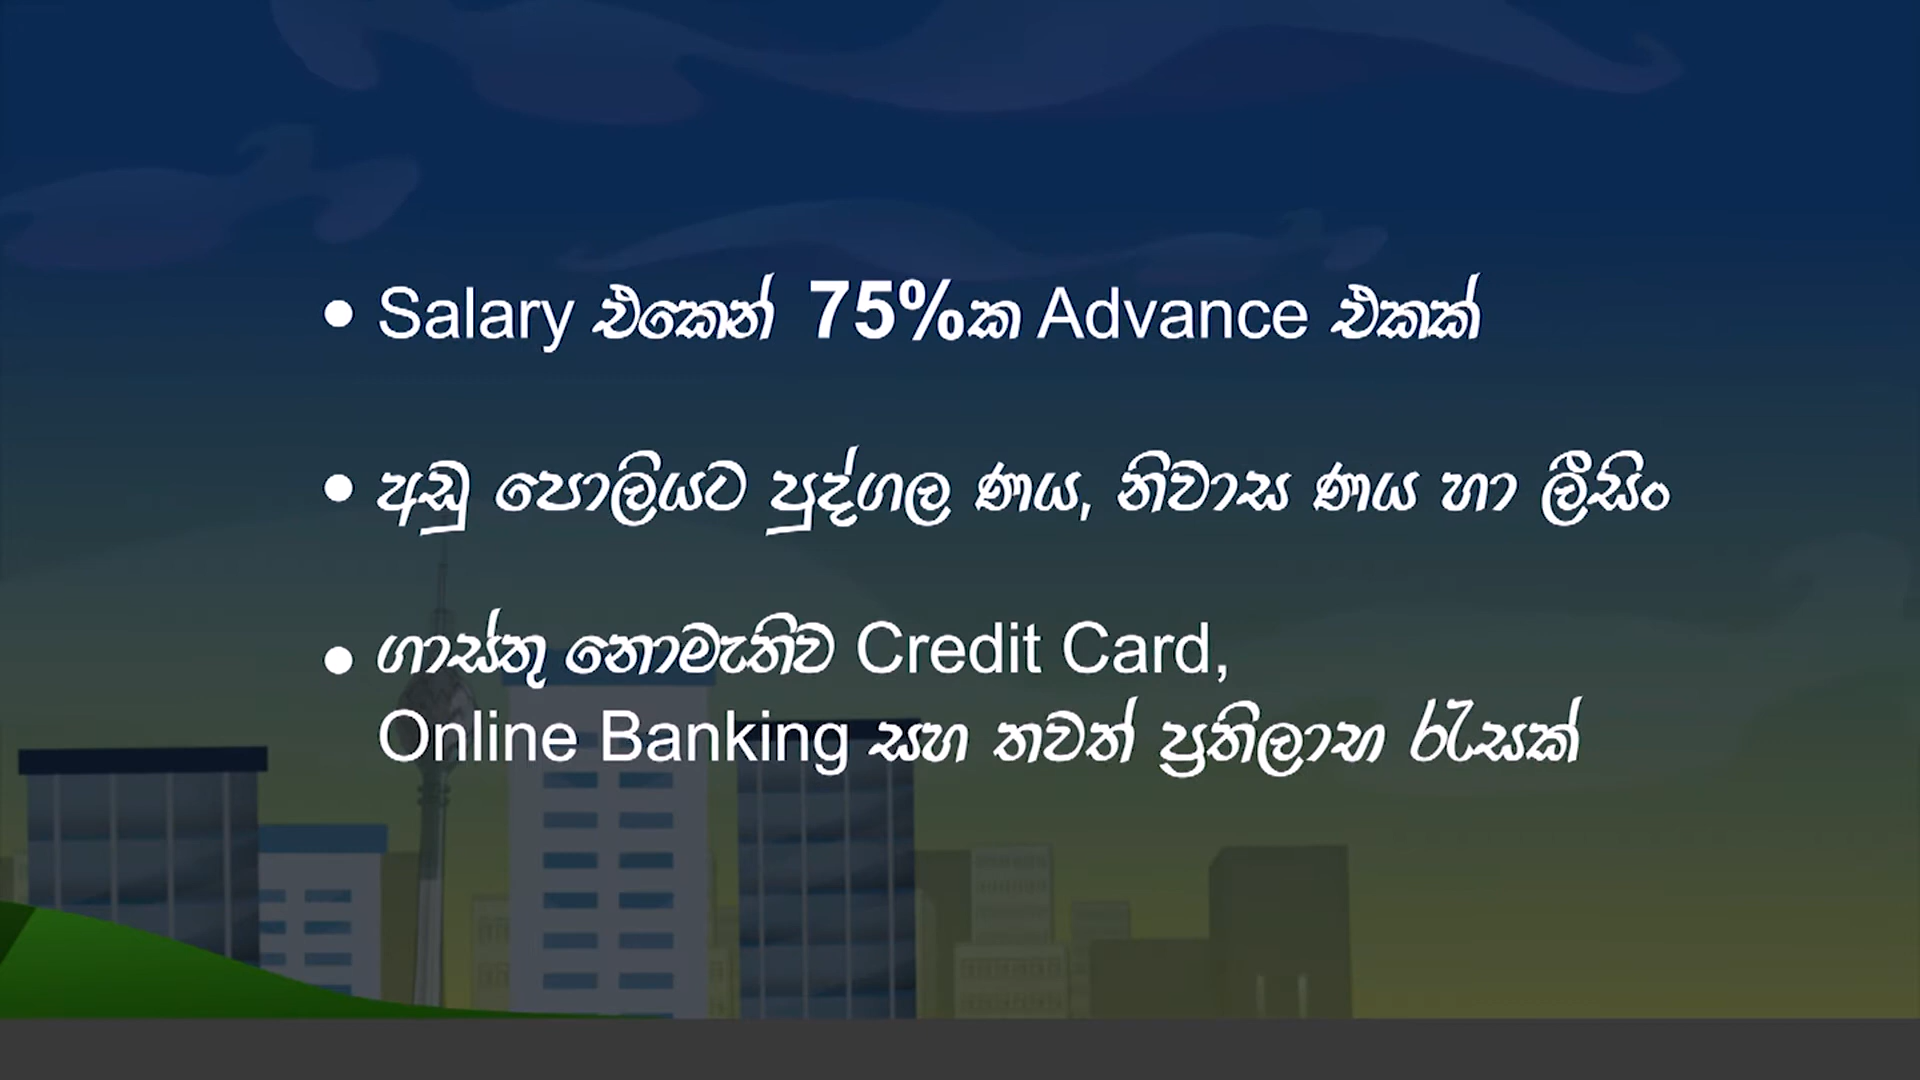 • Salary එකෙන් 75%ක Advance එකක්
• අඩු පොලියට පුද්ගල ණය, නිවාස ණය හා ලීසිං
• ගාස්තු නොමැතිව Credit Card,
Online Banking සහ තවත් ප්‍රතිලාභ රැසක්